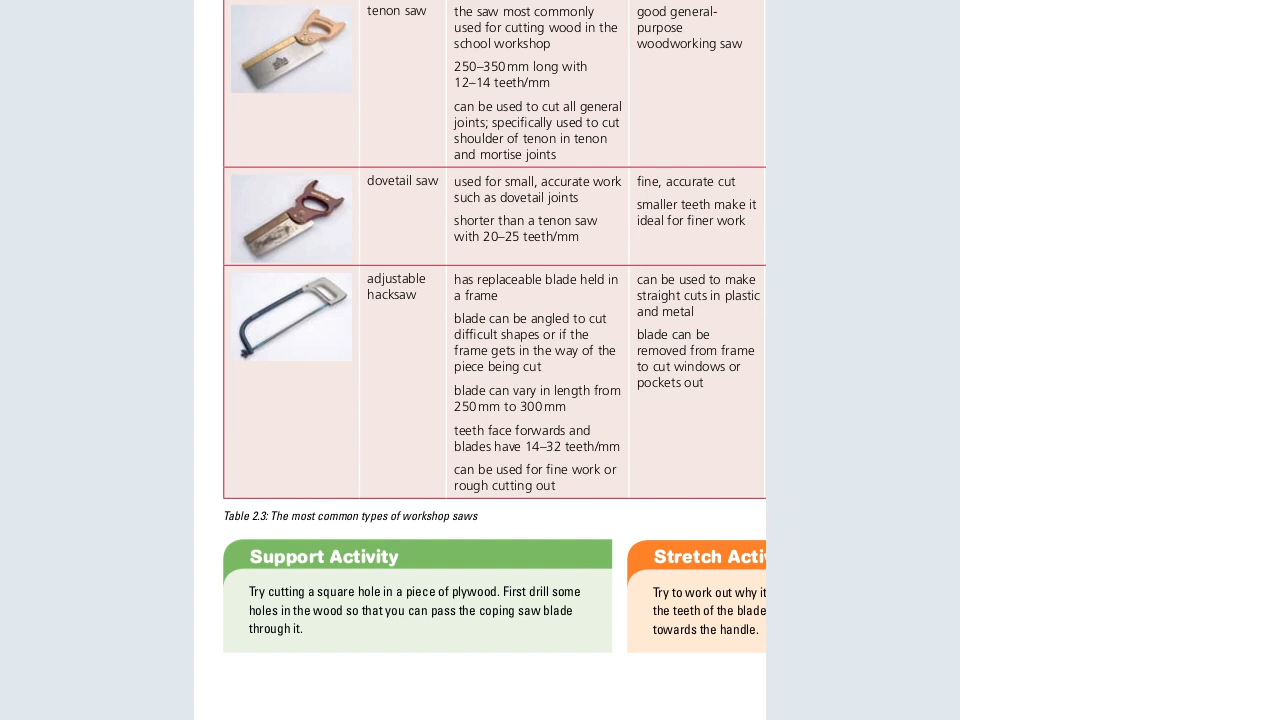 tenon saw
the saw most commonly
used for cutting wood in the
school workshop
250–350mm long with
12–14 teeth/mm
can be used to cut all general
joints; specifically used to cut
shoulder of tenon in tenon
and mortise joints
good general-
purpose
woodworking saw
dovetail saw
used for small, accurate work
such as dovetail joints
shorter than a tenon saw
with 20–25 teeth/mm
fine, accurate cut
smaller teeth make it
ideal for finer work
adjustable
hacksaw
has replaceable blade held in
a frame
blade can be angled to cut
difficult shapes or if the
frame gets in the way of the
piece being cut
blade can vary in length from
250mm to 300mm
teeth face forwards and
blades have 14–32 teeth/mm
can be used for fine work or
rough cutting out
can be used to make
straight cuts in plastic
and metal
blade can be
removed from frame
to cut windows or
pockets out
Table 2.3: The most common types of workshop saws
Support Activity
Try cutting a square hole in a piece of plywood. First drill some
holes in the wood so that you can pass the coping saw blade
through it.
Stretch Activ
Try to work out why it
the teeth of the blade
towards the handle.